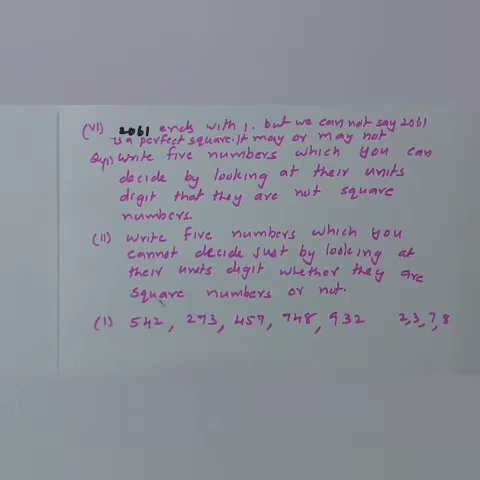 (VI) 2061 ends with 1. but we can not say 2061
is a perfect square. It may or may not
Q4(I) write five numbers which you can
decide by looking at their units
digit that they are not square
numbers.
(II) write five numbers which you
cannot decide just by looking at
their units digit whether they are
square numbers or not.
(I) 542, 273, 457, 748, 932 2,3,7,8